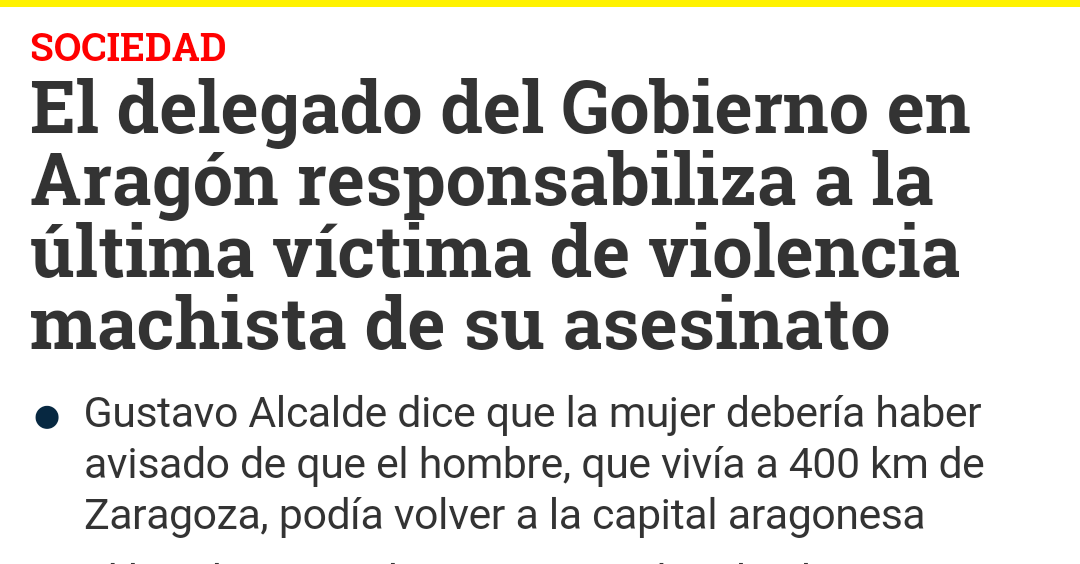 SOCIEDAD
El delegado del Gobierno en
Aragón responsabiliza a la
última víctima de violencia
machista de su asesinato
● Gustavo Alcalde dice que la mujer debería haber
avisado de que el hombre, que vivía a 400 km de
Zaragoza, podía volver a la capital aragonesa